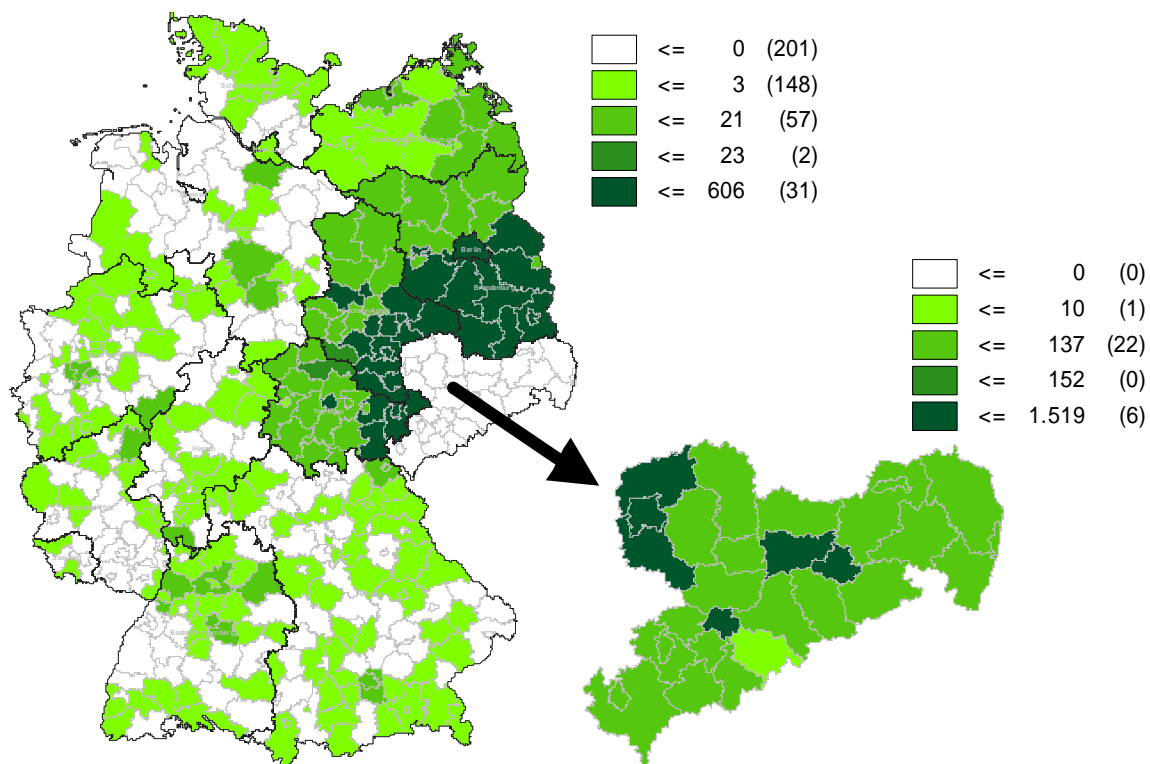 <= 0 (201)
<= 3 (148)
<= 21 (57)
<= 23 (2)
<= 606 (31)
Berlin
Brandenburg
<= 0 (0)
<= 10 (1)
<= 137 (22)
<= 152 (0)
<= 1.519 (6)